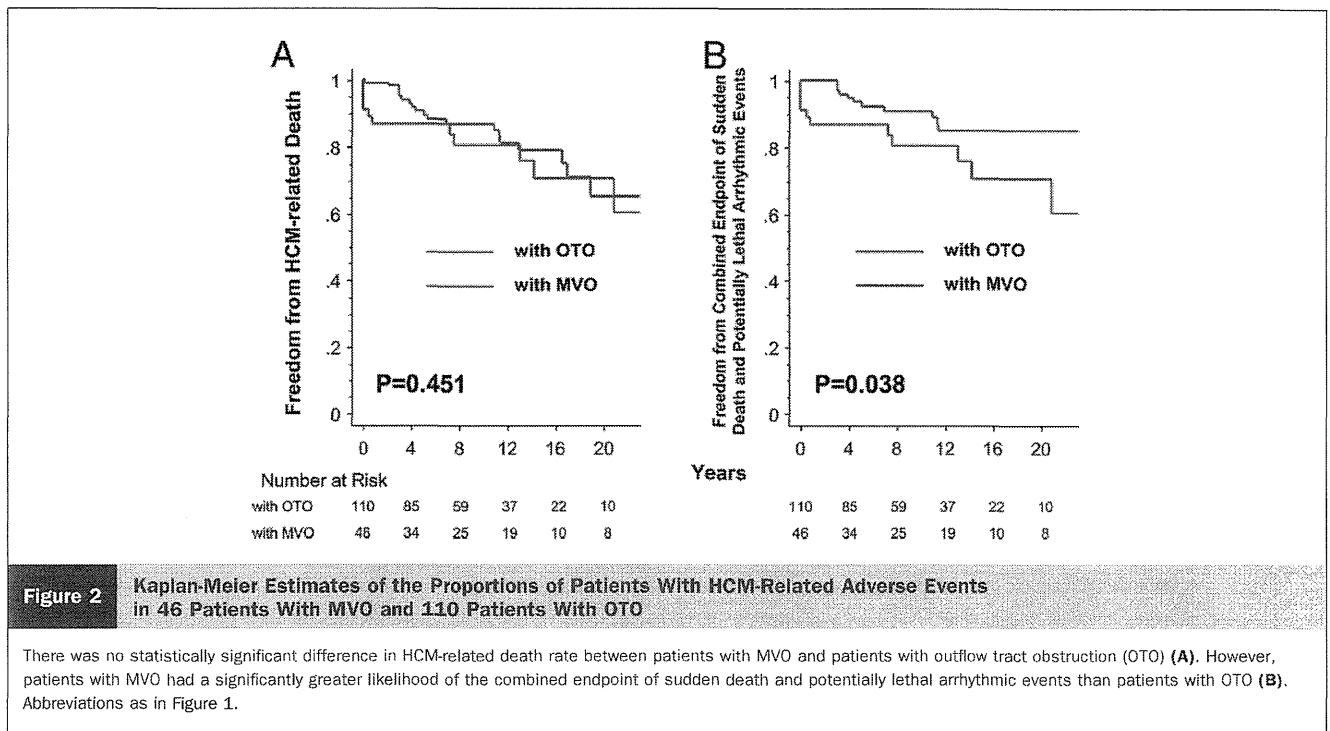 A
Freedom from HCM-related Death
1
.8
.6
.4
.2
0
with OTO
with MVO
P=0.451
0 4 8 12 16 20
B
Freedom from Combined Endpoint of Sudden
Death and Potentially Lethal Arrhythmic Events
1
.8
.6
.4
.2
0
with OTO
with MVO
P=0.038
0 4 8 12 16 20
Years
Number at Risk
with OTO 110 85 59 37 22 10 110 85 59 37 22 10
with MVO 46 34 25 19 10 8 46 34 25 19 10 8
Figure 2
Kaplan-Meier Estimates of the Proportions of Patients With HCM-Related Adverse Events
in 46 Patients With MVO and 110 Patients With OTO
There was no statistically significant difference in HCM-related death rate between patients with MVO and patients with outflow tract obstruction (OTO) (A). However,
patients with MVO had a significantly greater likelihood of the combined endpoint of sudden death and potentially lethal arrhythmic events than patients with OTO (B).
Abbreviations as in Figure 1.